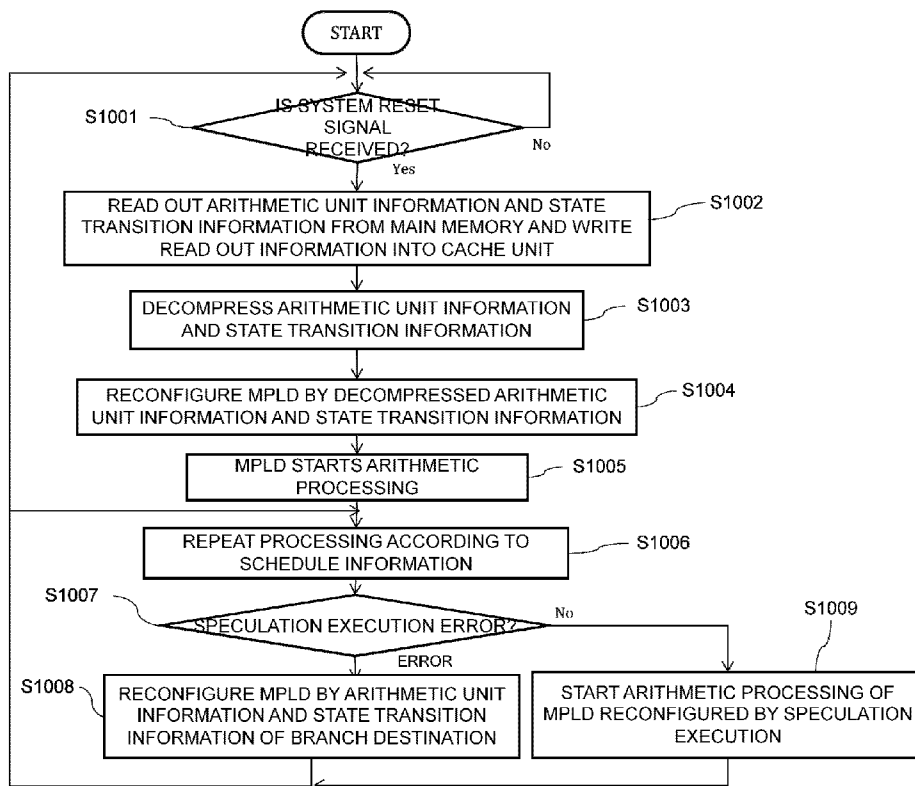 START
IS SYSTEM RESET
SIGNAL
RECEIVED?
S1001
No
Yes
READ OUT ARITHMETIC UNIT INFORMATION AND STATE
TRANSITION INFORMATION FROM MAIN MEMORY AND WRITE
READ OUT INFORMATION INTO CACHE UNIT
S1002
DECOMPRESS ARITHMETIC UNIT INFORMATION
AND STATE TRANSITION INFORMATION
S1003
RECONFIGURE MPLD BY DECOMPRESSED ARITHMETIC
UNIT INFORMATION AND STATE TRANSITION INFORMATION
S1004
MPLD STARTS ARITHMETIC
PROCESSING
S1005
REPEAT PROCESSING ACCORDING TO
SCHEDULE INFORMATION
S1006
S1007
SPECULATION EXECUTION ERROR?
No
ERROR
S1009
S1008
RECONFIGURE MPLD BY ARITHMETIC UNIT
INFORMATION AND STATE TRANSITION
INFORMATION OF BRANCH DESTINATION
START ARITHMETIC PROCESSING OF
MPLD RECONFIGURED BY SPECULATION
EXECUTION